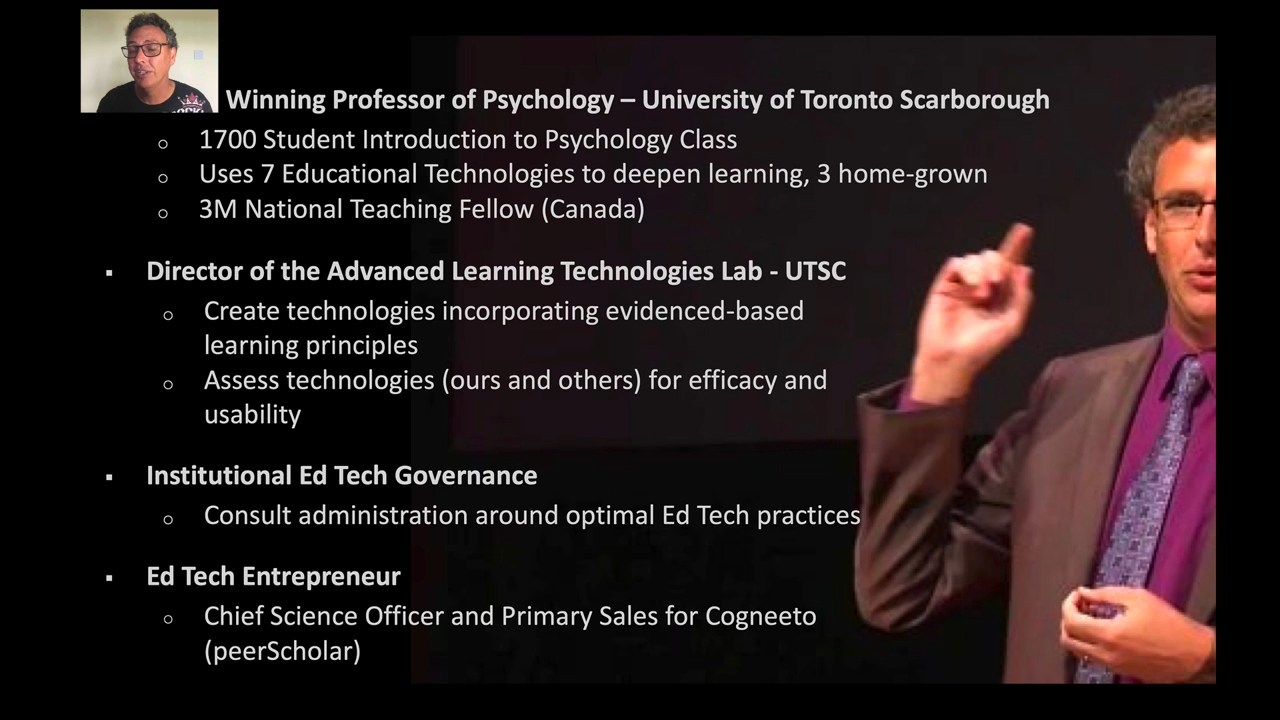 Winning Professor of Psychology – University of Toronto Scarborough
1700 Student Introduction to Psychology Class
Uses 7 Educational Technologies to deepen learning, 3 home-grown
3M National Teaching Fellow (Canada)
Director of the Advanced Learning Technologies Lab - UTSC
Create technologies incorporating evidenced-based
learning principles
Assess technologies (ours and others) for efficacy and
usability
Institutional Ed Tech Governance
Consult administration around optimal Ed Tech practices
Ed Tech Entrepreneur
Chief Science Officer and Primary Sales for Cogneeto
(peerScholar)